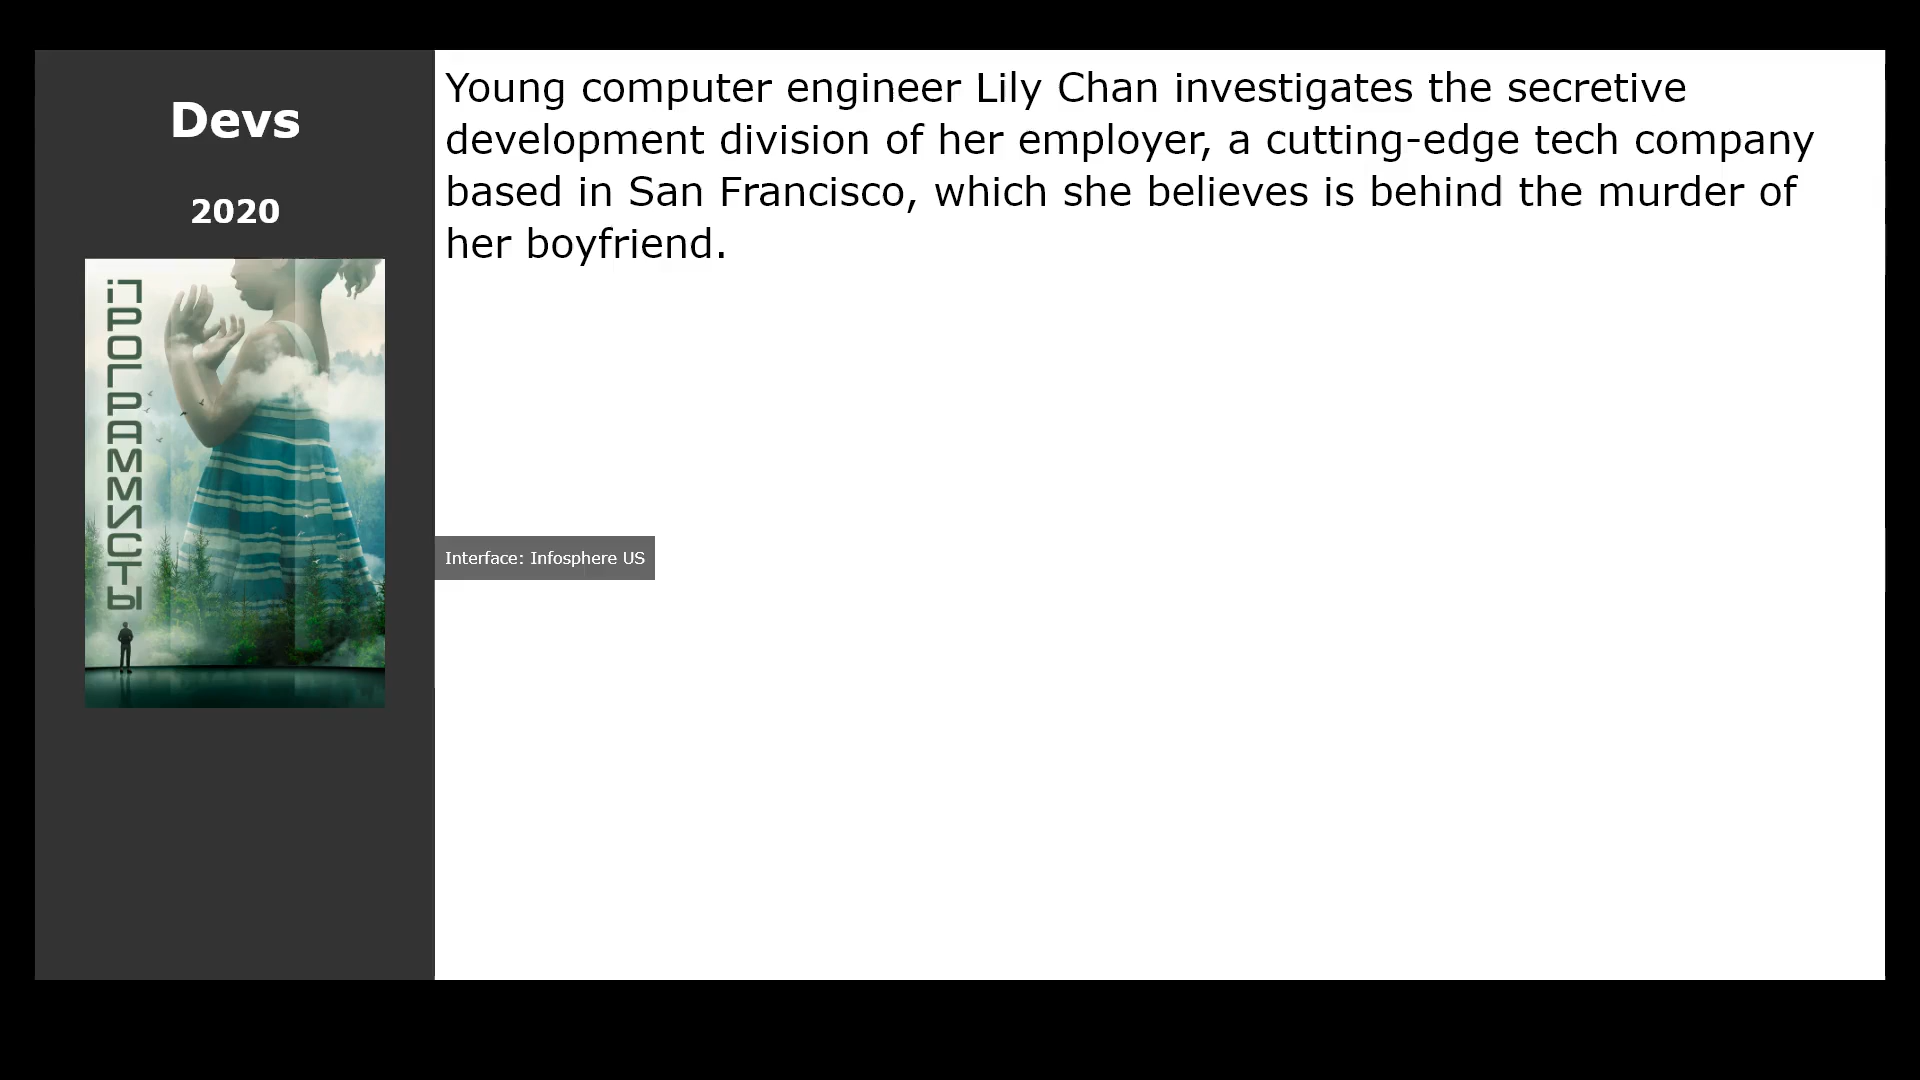 Devs
2020
ПРОГРАММИСТЫ
Young computer engineer Lily Chan investigates the secretive
development division of her employer, a cutting-edge tech company
based in San Francisco, which she believes is behind the murder of
her boyfriend.
Interface: Infosphere US